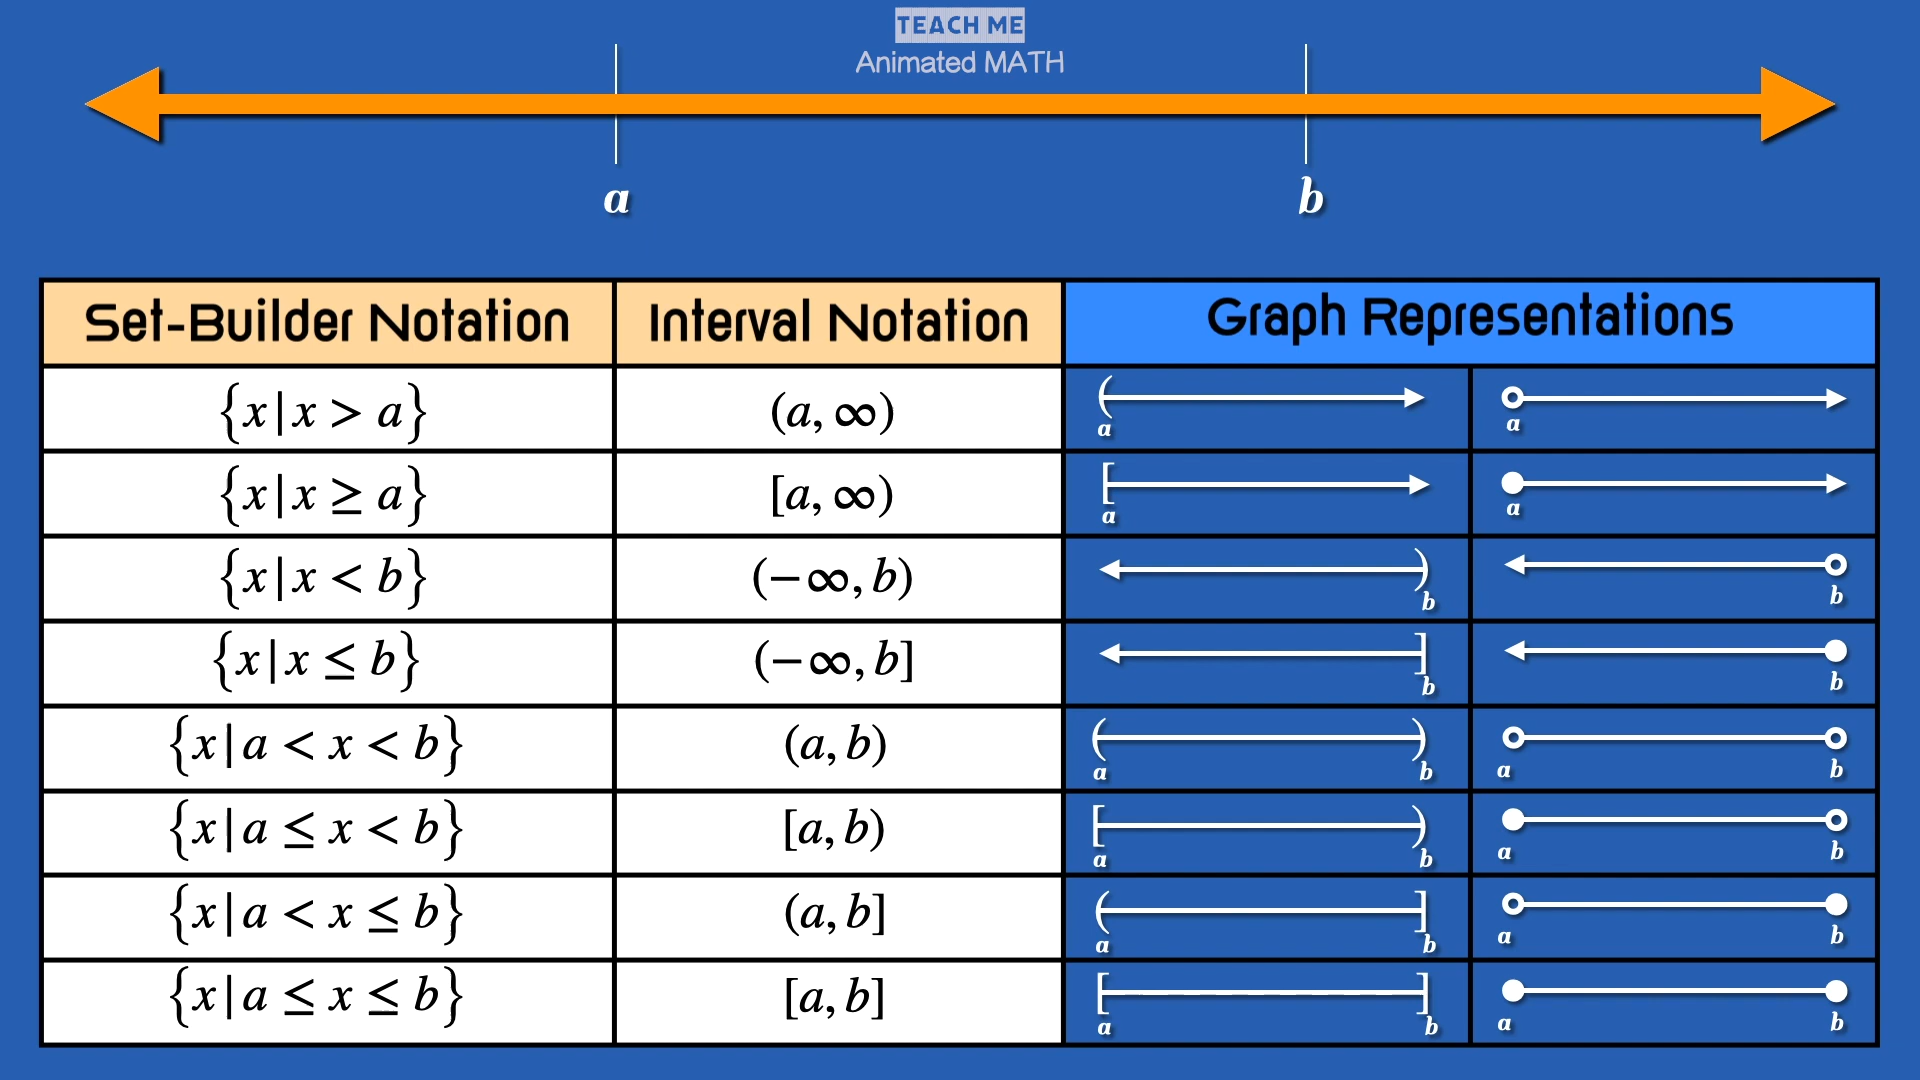 TEACH ME
Animated MATH
a b
Set-Builder Notation Interval Notation Graph Representations
{x|x > a} (a, ∞) ( a a
{x|x ≥ a} [a, ∞) [ a a
{x|x < b} (−∞, b) ) b b
{x|x ≤ b} (−∞, b] ] b b
{x|a < x < b} (a, b) ( ) a b a b
{x|a ≤ x < b} [a, b) [ ) a b a b
{x|a < x ≤ b} (a, b] ( ] a b a b
{x|a ≤ x ≤ b} [a, b] [ ] a b a b